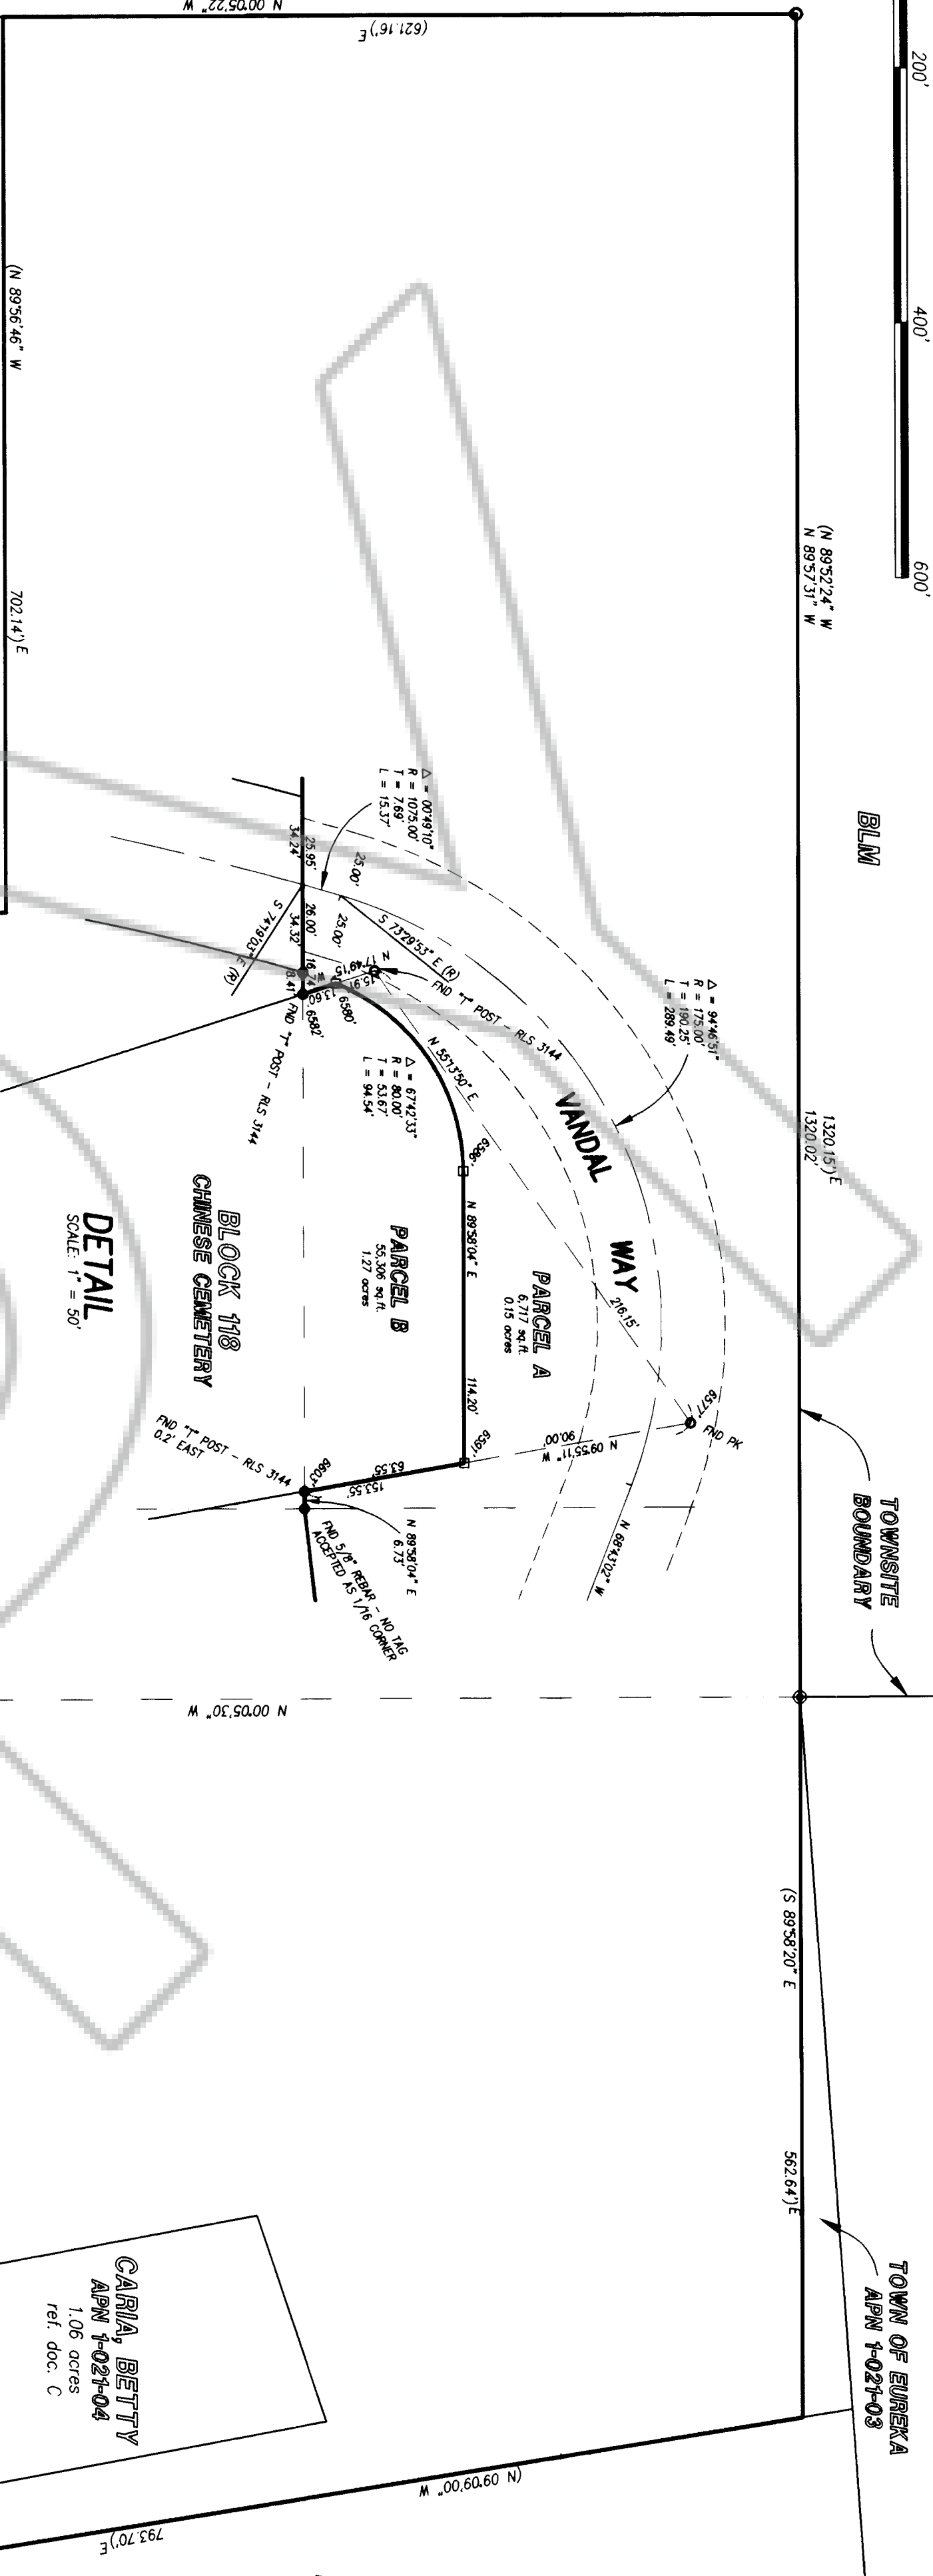 200'
400'
600'
N 00°05'22" W
(621.16')E
BLM
(N 89°52'24" W
N 89°57'31" W
1320.15')E
1320.02'
TOWNSITE
BOUNDARY
(S 89°58'20" E
562.64')E
TOWN OF EUREKA
APN 1-021-03
(N 89°56'46" W
702.14')E
Δ = 00°49'10"
R = 1075.00'
T = 7.69'
L = 15.37'
25.00'
25.00'
25.95'
34.24'
26.00'
34.32'
S 74°19'03" E (R)
S 73°29'53" E (R)
N 17°49'15" W
15.91'
13.60'
16.74'
8.41'
6580'
6582'
FND "T" POST - RLS 3144
FND "T" POST - RLS 3144
Δ = 94°46'51"
R = 175.00'
T = 190.25'
L = 289.49'
N 55°13'50" E
216.15'
VANDAL
WAY
Δ = 67°42'33"
R = 80.00'
T = 53.67'
L = 94.54'
6586'
N 89°58'04" E
114.20'
6591'
PARCEL A
6,717 sq.ft.
0.15 acres
PARCEL B
55,306 sq.ft.
1.27 acres
BLOCK 118
CHINESE CEMETERY
DETAIL
SCALE: 1" = 50'
6577'
FND PK
N 09°55'11" W
90.00'
63.55'
153.55'
N 68°43'02" W
6603'
FND "T" POST - RLS 3144
0.2' EAST
N 89°58'04" E
6.73'
FND 5/8" REBAR - NO TAG
ACCEPTED AS 1/16 CORNER
N 00°05'30" W
CARIA, BETTY
APN 1-021-04
1.06 acres
ref. doc. C
(N 09°09'00" W
793.70')E